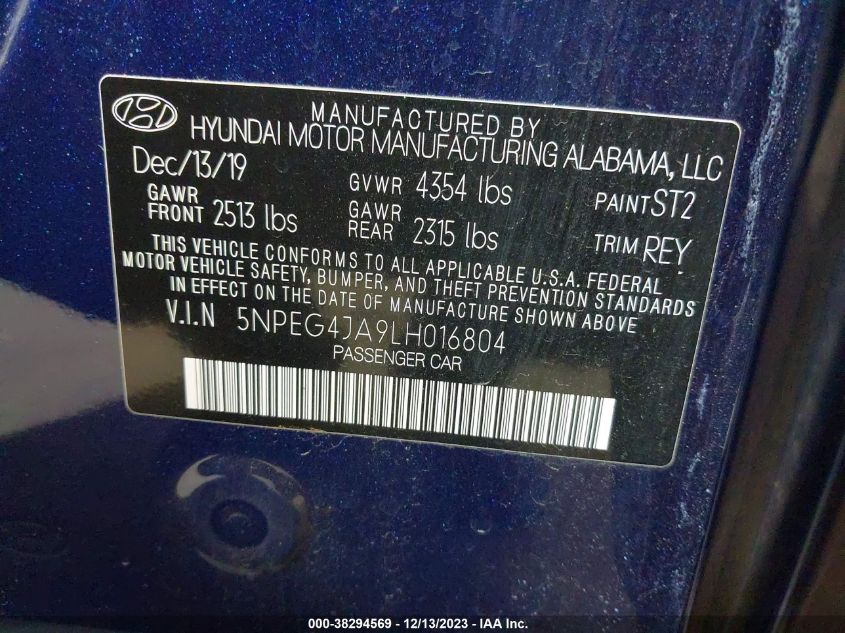 MANUFACTURED BY
HYUNDAI MOTOR MANUFACTURING ALABAMA, LLC
Dec/13/19 GVWR 4354 lbs PAINT ST2
GAWR FRONT 2513 lbs GAWR REAR 2315 lbs TRIM REY
THIS VEHICLE CONFORMS TO ALL APPLICABLE U.S.A. FEDERAL
MOTOR VEHICLE SAFETY, BUMPER, AND THEFT PREVENTION STANDARDS
IN EFFECT ON THE DATE OF MANUFACTURE SHOWN ABOVE
V.I.N 5NPEG4JA9LH016804
PASSENGER CAR
000-38294569 - 12/13/2023 - IAA Inc.